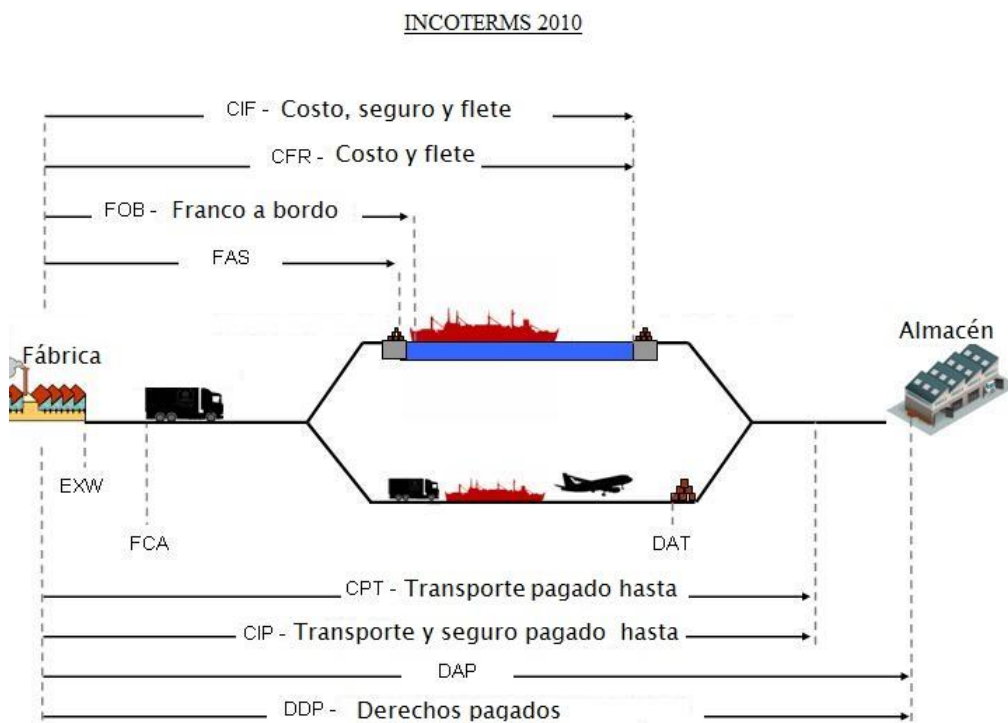 INCOTERMS 2010
CIF - Costo, seguro y flete
CFR - Costo y flete
FOB - Franco a bordo
FAS
Fábrica
Almacén
EXW
FCA
DAT
CPT - Transporte pagado hasta
CIP - Transporte y seguro pagado hasta
DAP
DDP - Derechos pagados